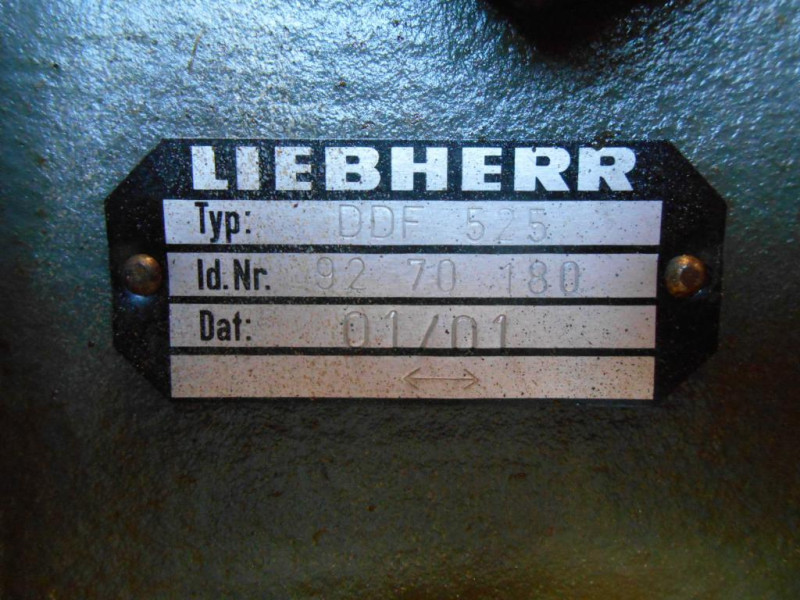 LIEBHERR
Typ: DDF 525
Id.Nr. 92 70 180
Dat: 01/01